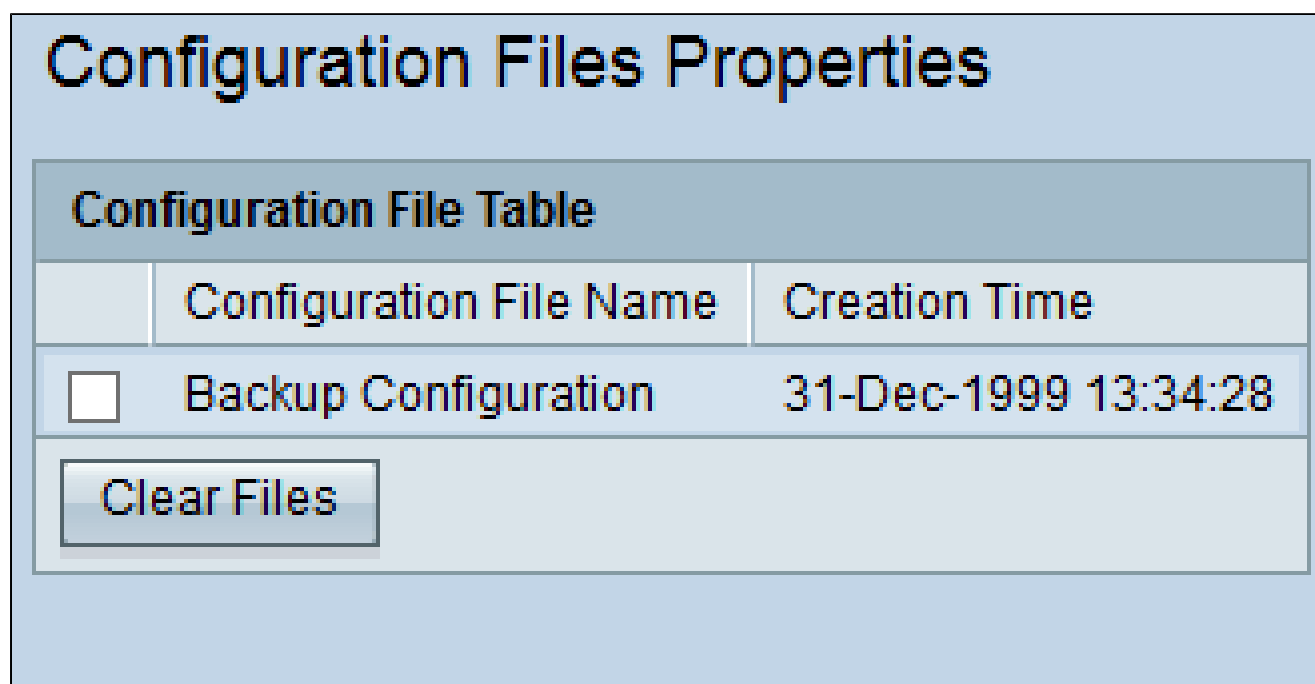 Configuration Files Properties
Configuration File Table
Configuration File Name Creation Time
Backup Configuration 31-Dec-1999 13:34:28
Clear Files